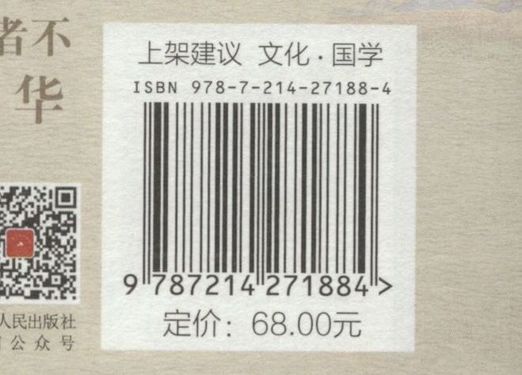 者不
华
上架建议 文化·国学
ISBN 978-7-214-27188-4
9 787214 271884 >
定价：68.00元
人民出版社
公众号